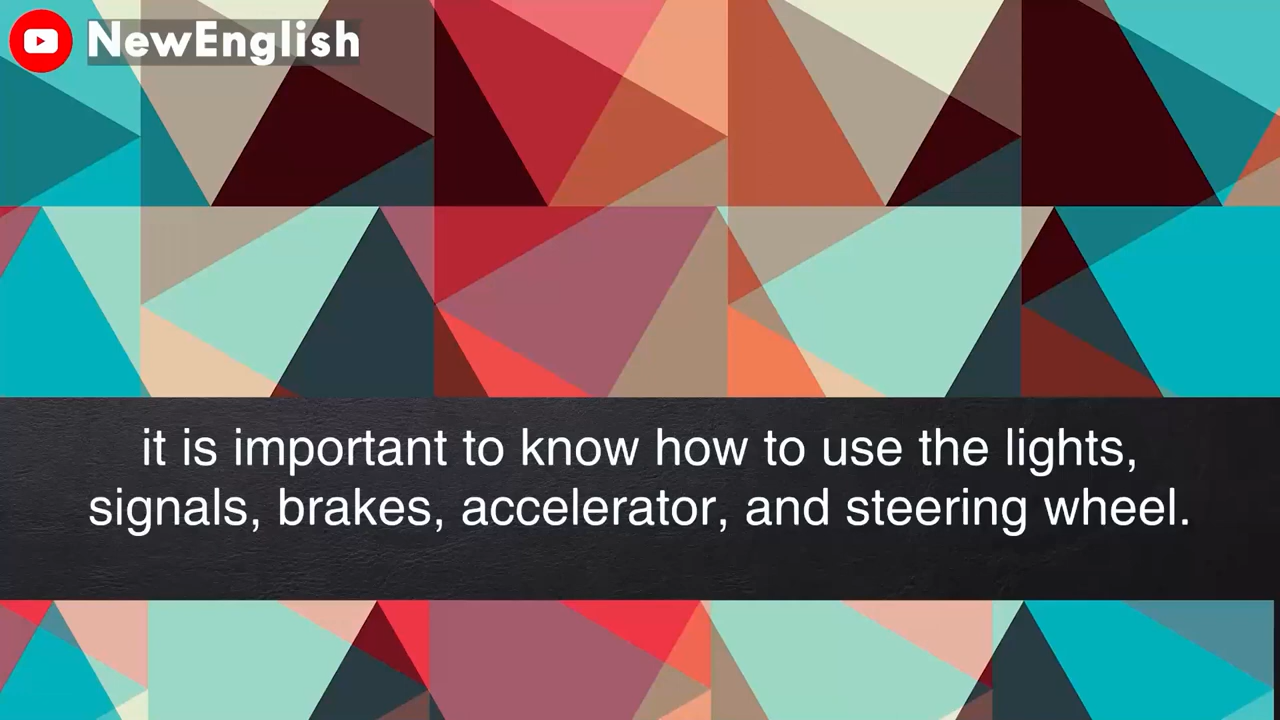 NewEnglish
it is important to know how to use the lights,
signals, brakes, accelerator, and steering wheel.